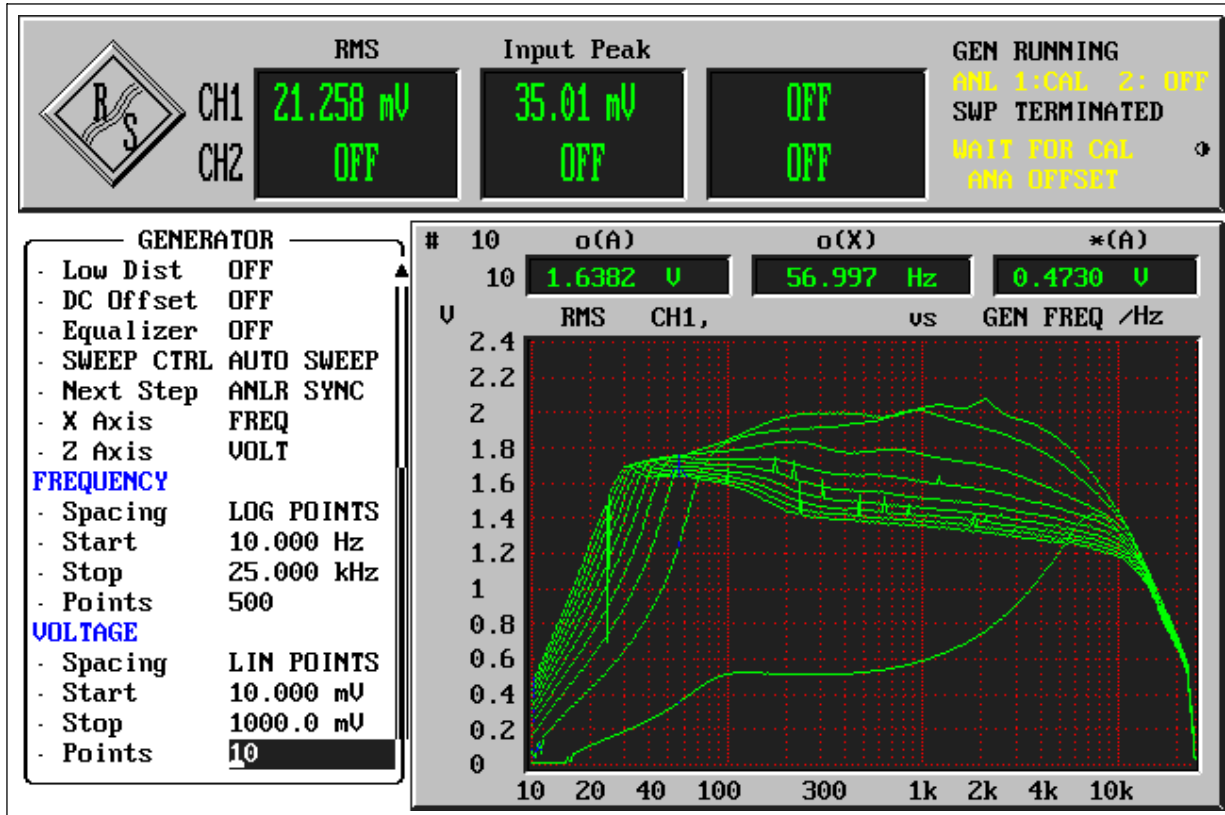 RMS Input Peak
R S
CH1 21.258 mV 35.01 mV OFF
CH2 OFF OFF OFF
GEN RUNNING
ANL 1:CAL 2: OFF
SWP TERMINATED
WAIT FOR CAL
ANA OFFSET
GENERATOR
· Low Dist OFF
· DC Offset OFF
· Equalizer OFF
· SWEEP CTRL AUTO SWEEP
· Next Step ANLR SYNC
· X Axis FREQ
· Z Axis VOLT
FREQUENCY
· Spacing LOG POINTS
· Start 10.000 Hz
· Stop 25.000 kHz
· Points 500
VOLTAGE
· Spacing LIN POINTS
· Start 10.000 mV
· Stop 1000.0 mV
· Points 10
# 10 o(A) o(X) *(A)
10 1.6382 V 56.997 Hz 0.4730 V
V RMS CH1, vs GEN FREQ /Hz
2.4
2.2
2
1.8
1.6
1.4
1.2
1
0.8
0.6
0.4
0.2
0
10 20 40 100 300 1k 2k 4k 10k